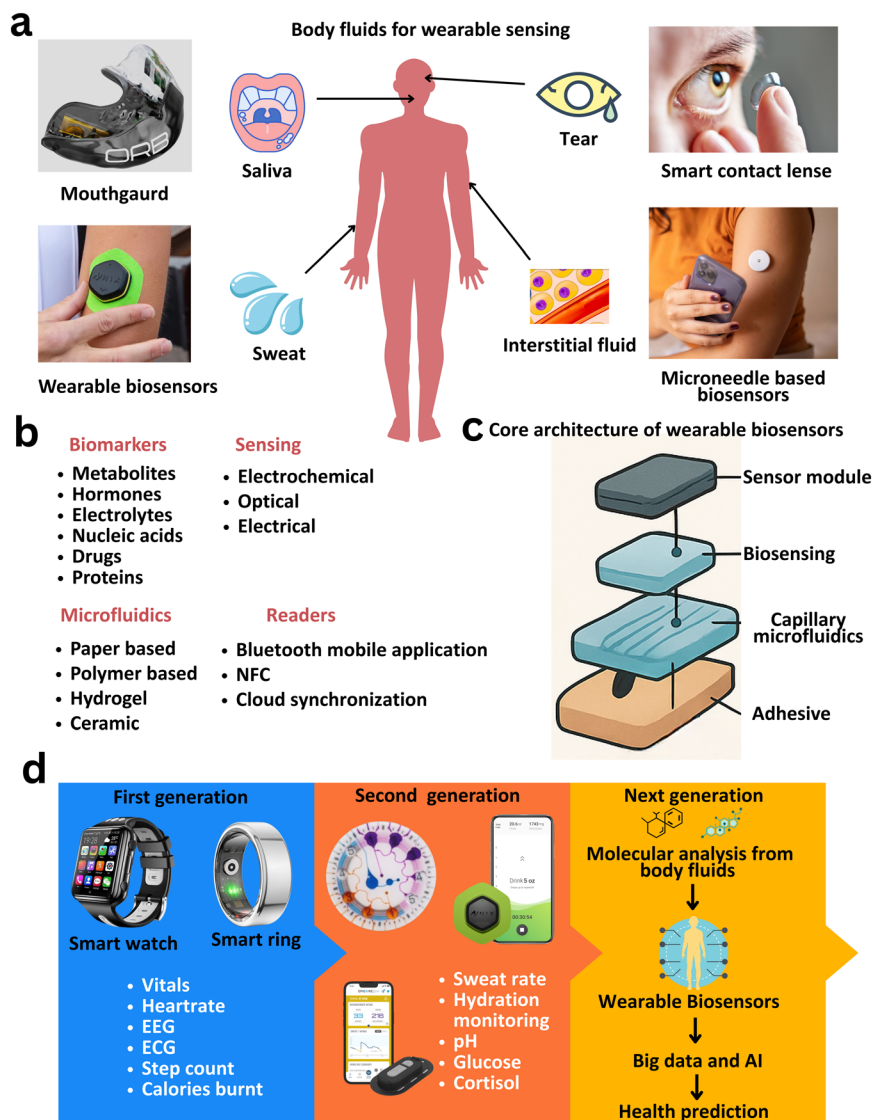 a
Body fluids for wearable sensing
ORB
Mouthgaurd
Saliva
Tear
Smart contact lense
Wearable biosensors
Sweat
Interstitial fluid
Microneedle based
biosensors
b
Biomarkers
• Metabolites
• Hormones
• Electrolytes
• Nucleic acids
• Drugs
• Proteins
Sensing
• Electrochemical
• Optical
• Electrical
Microfluidics
• Paper based
• Polymer based
• Hydrogel
• Ceramic
Readers
• Bluetooth mobile application
• NFC
• Cloud synchronization
c
Core architecture of wearable biosensors
Sensor module
Biosensing
Capillary
microfluidics
Adhesive
d
First generation
19:28
Smart watch
Smart ring
• Vitals
• Heartrate
• EEG
• ECG
• Step count
• Calories burnt
Second generation
Drink 5 oz
00:30:54
• Sweat rate
• Hydration
monitoring
• pH
• Glucose
• Cortisol
Next generation
Molecular analysis from
body fluids
Wearable Biosensors
Big data and AI
Health prediction